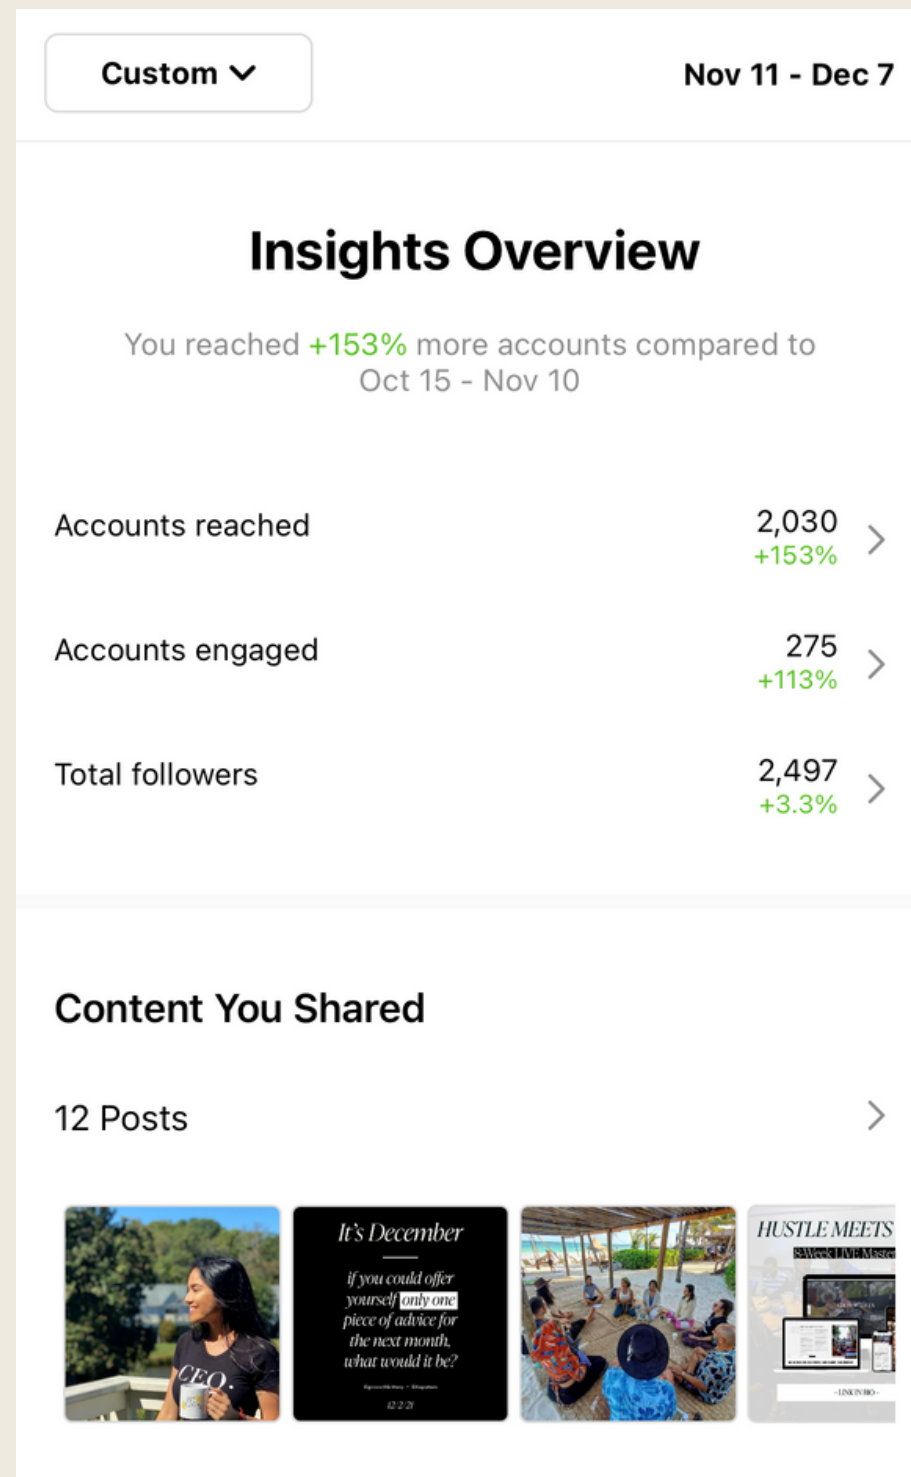 Custom
Nov 11 - Dec 7
Insights Overview
You reached +153% more accounts compared to
Oct 15 - Nov 10
Accounts reached
2,030
+153%
Accounts engaged
275
+113%
Total followers
2,497
+3.3%
Content You Shared
12 Posts
CEO.
It's December
if you could offer
yourself only one
piece of advice for
the next month,
what would it be?
12/2/21
HUSTLE MEETS
8-Week LIVE Master
- LINK IN BIO -